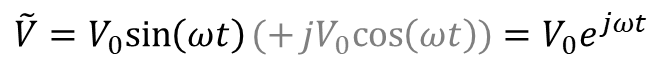 Ṽ = V₀sin(ωt) (+ jV₀cos(ωt)) = V₀e^{jωt}